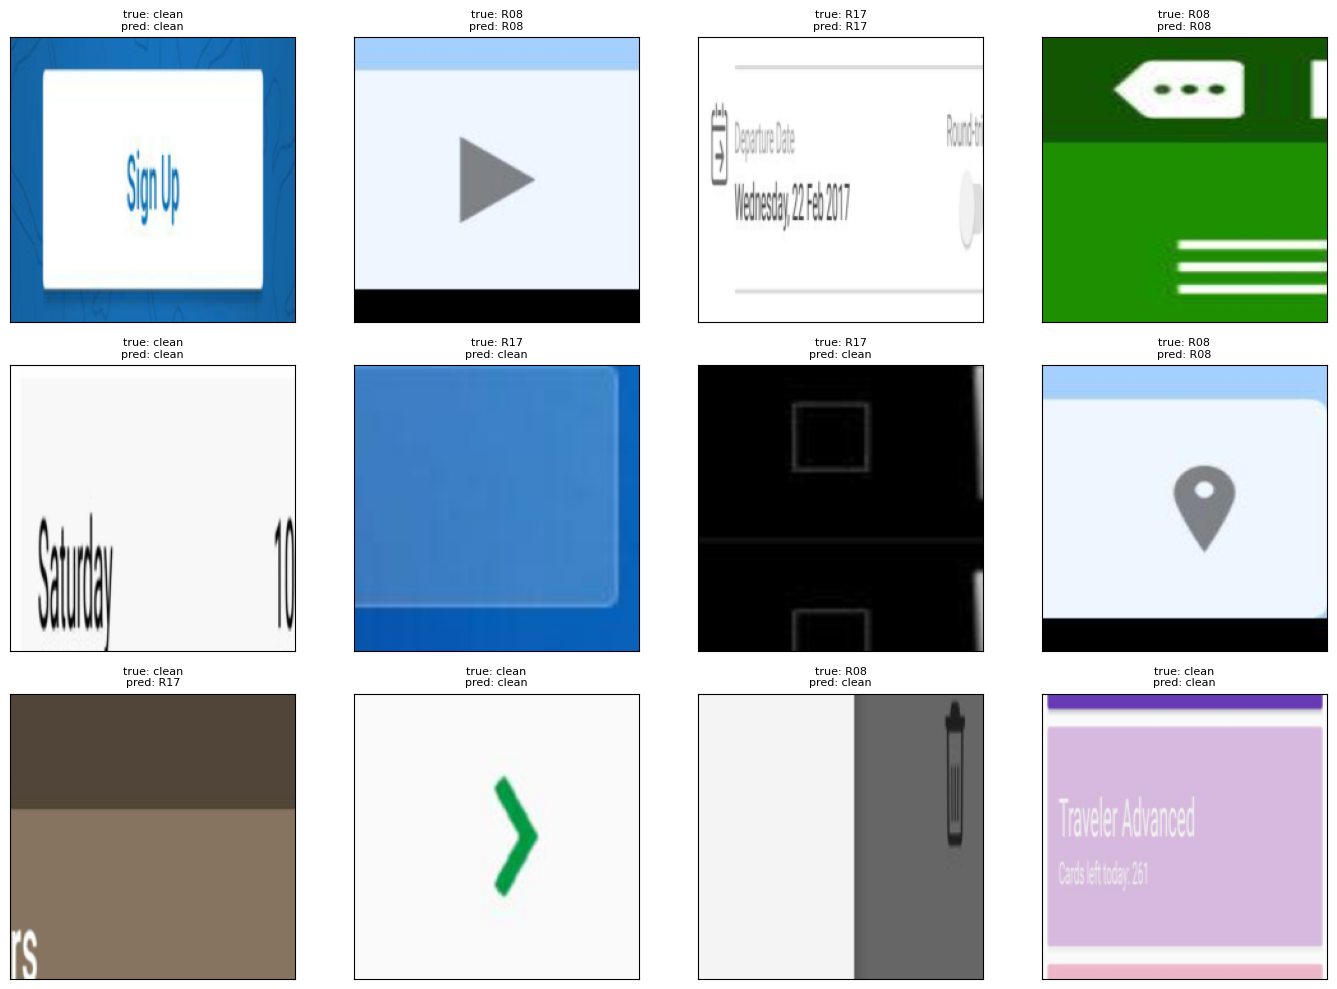 true: clean
pred: clean
true: R08
pred: R08
true: R17
pred: R17
true: R08
pred: R08
Sign Up
Departure Date
Round-tri
Wednesday, 22 Feb 2017
true: clean
pred: clean
true: R17
pred: clean
true: R17
pred: clean
true: R08
pred: R08
Saturday
10
true: clean
pred: R17
true: clean
pred: clean
true: R08
pred: clean
true: clean
pred: clean
rs
Traveler Advanced
Cards left today: 261